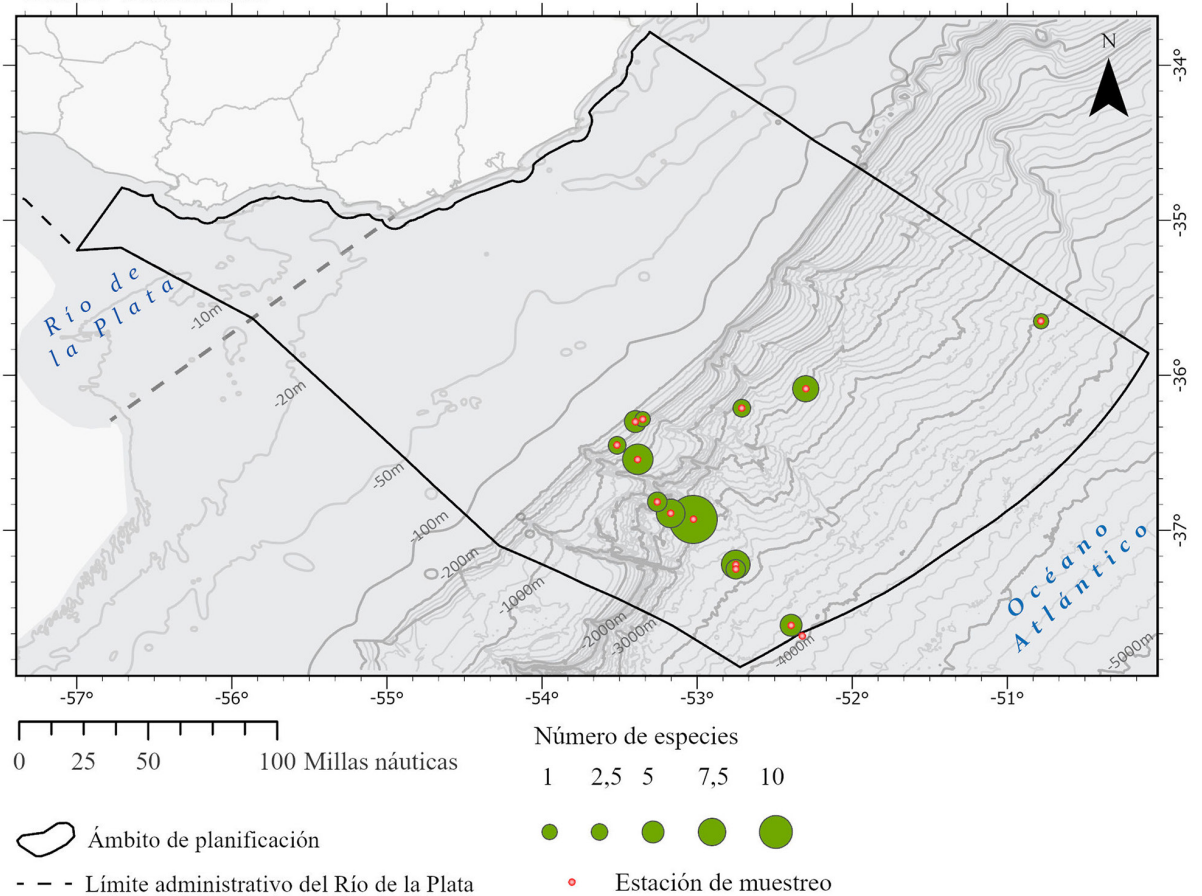 N
-34°
-35°
-36°
-37°
Río de
la Plata
-10m
-20m
-50m
-100m
-200m
-1000m
-2000m
-3000m
-4000m
-5000m
Océano
Atlántico
-57° -56° -55° -54° -53° -52° -51°
0 25 50 100 Millas náuticas
Número de especies
1 2,5 5 7,5 10
Ámbito de planificación
Límite administrativo del Río de la Plata
Estación de muestreo